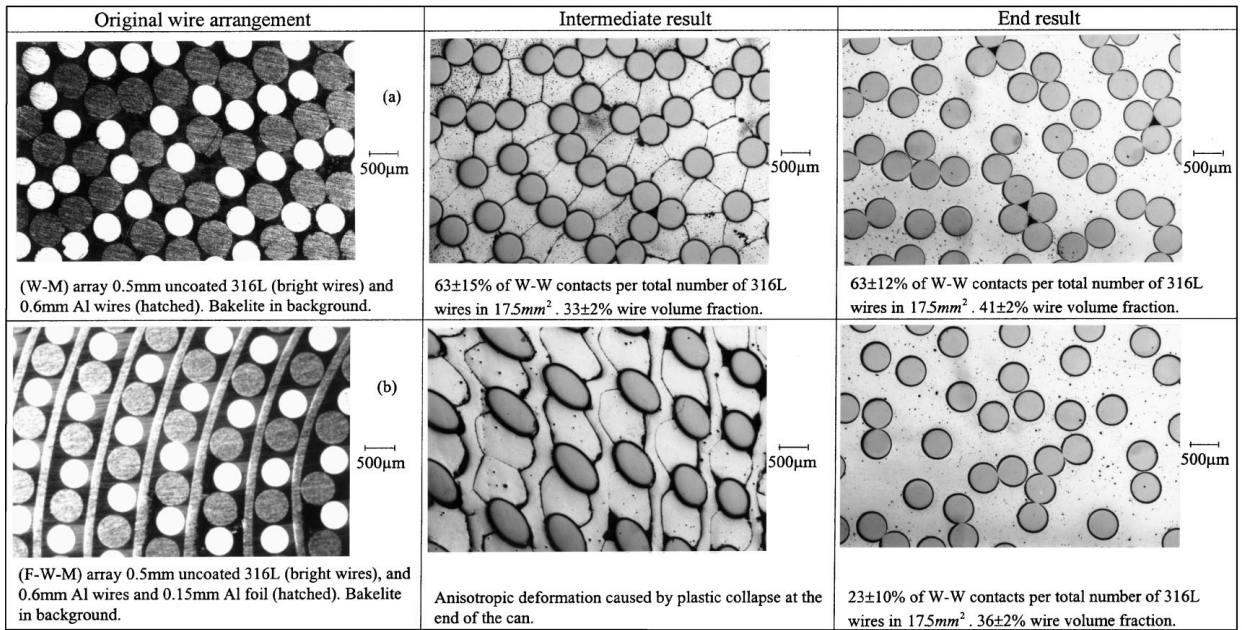 Original wire arrangement
Intermediate result
End result
(a)
500μm
500μm
500μm
(W-M) array 0.5mm uncoated 316L (bright wires) and
0.6mm Al wires (hatched). Bakelite in background.
63±15% of W-W contacts per total number of 316L
wires in 17.5mm². 33±2% wire volume fraction.
63±12% of W-W contacts per total number of 316L
wires in 17.5mm². 41±2% wire volume fraction.
(b)
500μm
500μm
500μm
(F-W-M) array 0.5mm uncoated 316L (bright wires), and
0.6mm Al wires and 0.15mm Al foil (hatched). Bakelite
in background.
Anisotropic deformation caused by plastic collapse at the
end of the can.
23±10% of W-W contacts per total number of 316L
wires in 17.5mm². 36±2% wire volume fraction.